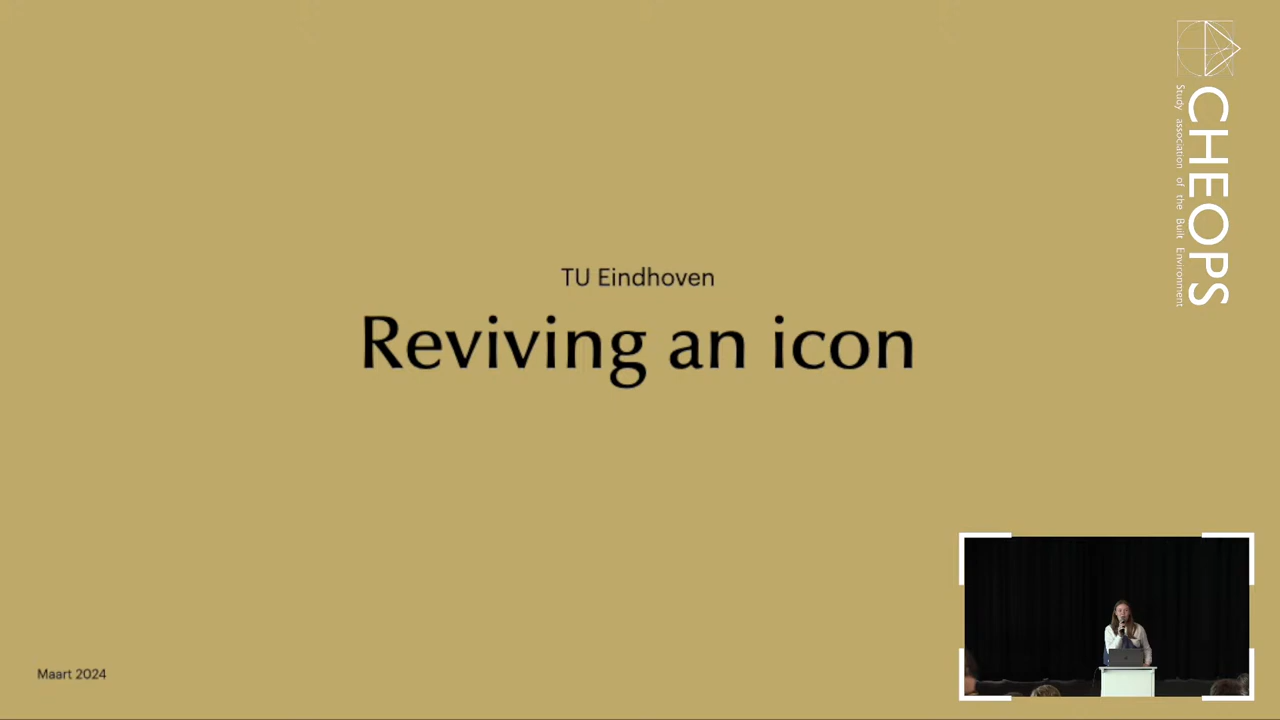 TU Eindhoven
Reviving an icon
Maart 2024
CHEOPS
Study association of the Built Environment